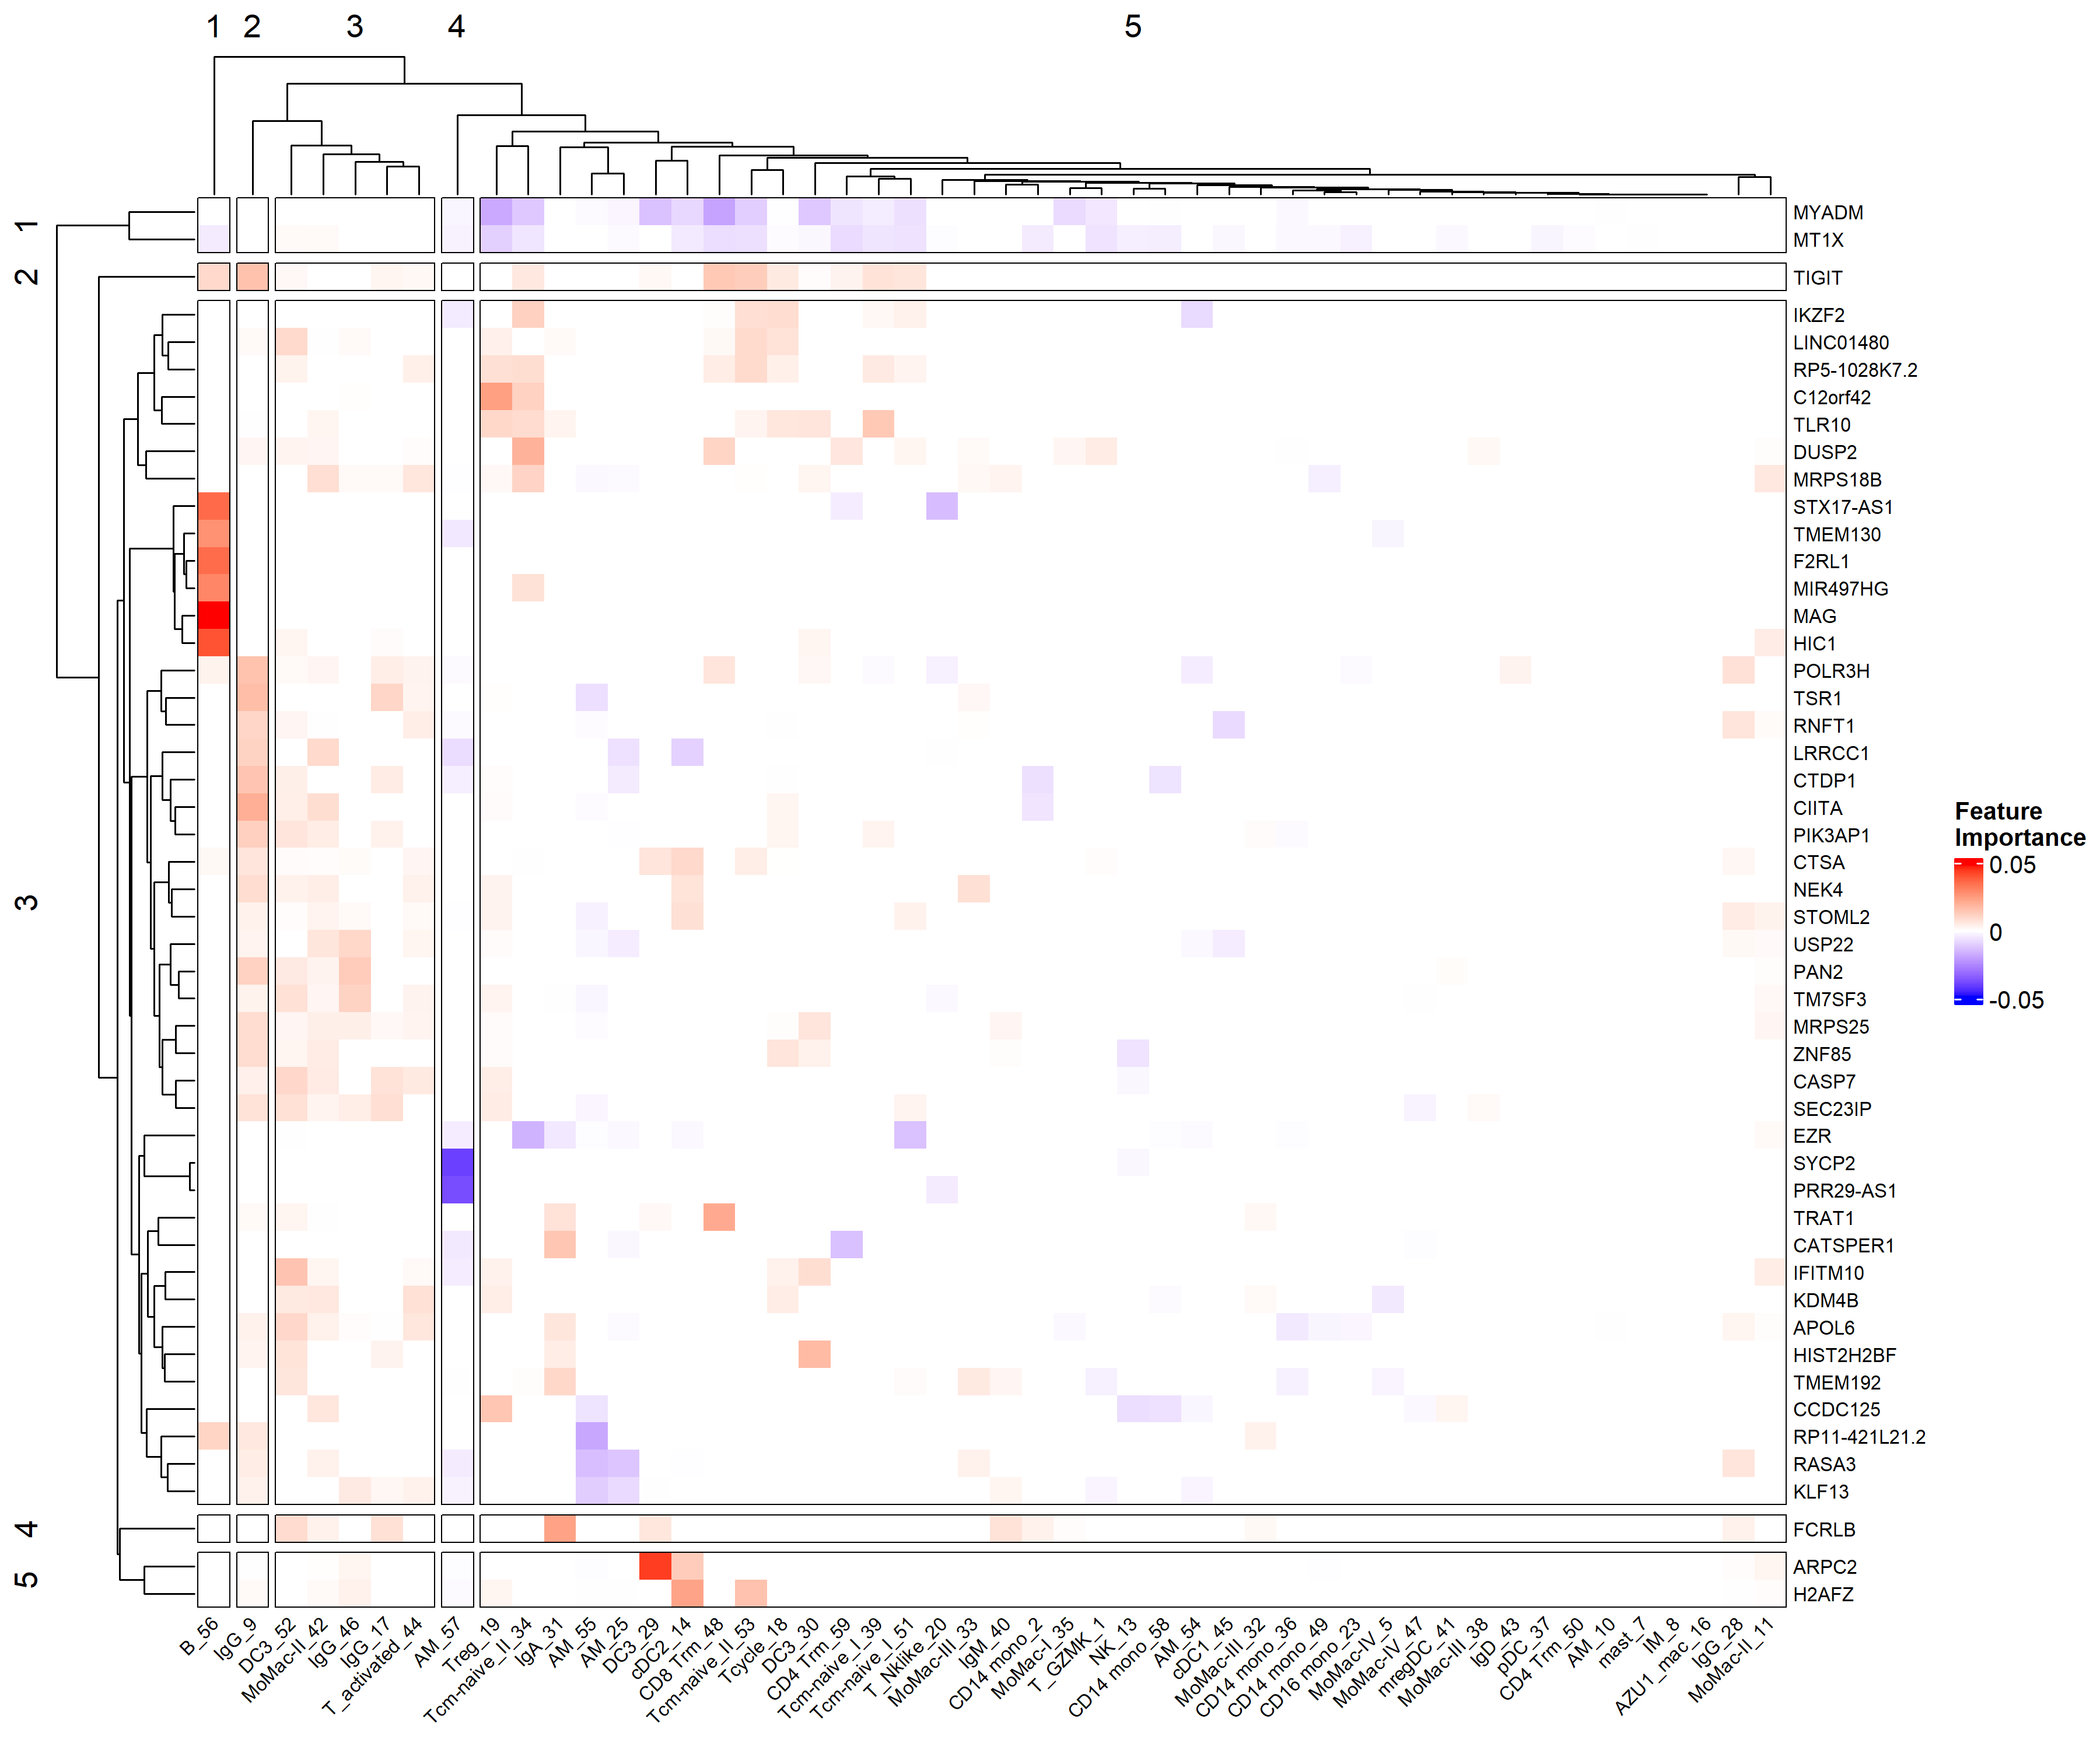 1 2 3 4 5
1
2
3
4
5
MYADM
MT1X
TIGIT
IKZF2
LINC01480
RP5-1028K7.2
C12orf42
TLR10
DUSP2
MRPS18B
STX17-AS1
TMEM130
F2RL1
MIR497HG
MAG
HIC1
POLR3H
TSR1
RNFT1
LRRCC1
CTDP1
CIITA
PIK3AP1
CTSA
NEK4
STOML2
USP22
PAN2
TM7SF3
MRPS25
ZNF85
CASP7
SEC23IP
EZR
SYCP2
PRR29-AS1
TRAT1
CATSPER1
IFITM10
KDM4B
APOL6
HIST2H2BF
TMEM192
CCDC125
RP11-421L21.2
RASA3
KLF13
FCRLB
ARPC2
H2AFZ
Feature
Importance
0.05
0
-0.05
B_56
IgG_9
DC3_52
MoMac-II_42
IgG_46
IgG_17
T_activated_44
AM_57
Treg_19
Tcm-naive_II_34
IgA_31
AM_55
AM_25
DC3_29
cDC2_14
CD8 Trm_48
Tcm-naive_II_53
Tcycle_18
DC3_30
CD4 Trm_59
Tcm-naive_I_39
Tcm-naive_I_51
T_Nklike_20
MoMac-III_33
IgM_40
CD14 mono_2
MoMac-I_35
T_GZMK_1
NK_13
CD14 mono_58
AM_54
cDC1_45
MoMac-III_32
CD14 mono_36
CD14 mono_49
CD16 mono_23
MoMac-IV_5
MoMac-IV_47
mregDC_41
MoMac-III_38
IgD_43
pDC_37
CD4 Trm_50
AM_10
mast_7
IM_8
AZU1_mac_16
IgG_28
MoMac-II_11